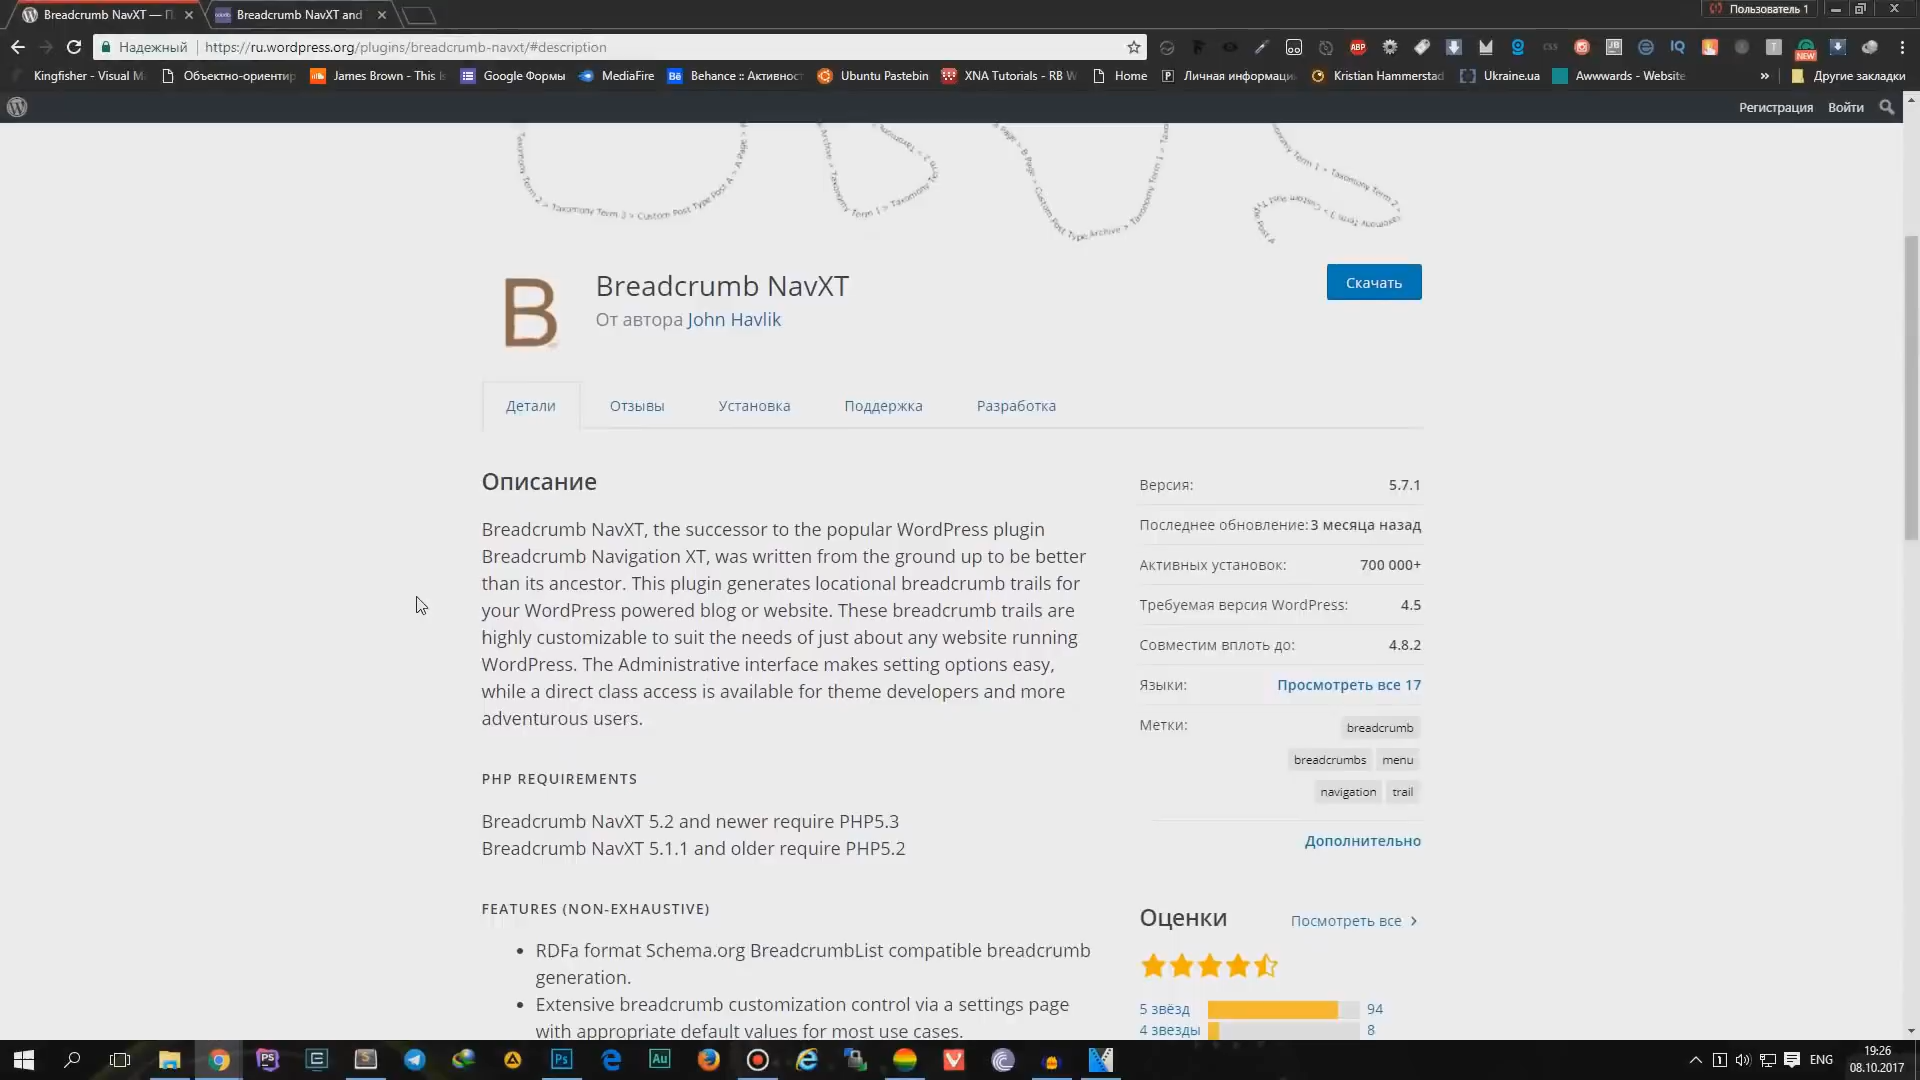 Breadcrumb NavXT — П
Breadcrumb NavXT and
Пользователь 1
Надежный
https://ru.wordpress.org/plugins/breadcrumb-navxt/#description
Kingfisher - Visual M
Объектно-ориентир
James Brown - This Is
Google Формы
MediaFire
Behance :: Активнос
Ubuntu Pastebin
XNA Tutorials - RB W
Home
Личная информаци
Kristian Hammerstad
Ukraine.ua
Awwwards - Website
»
Другие закладки
Регистрация
Войти
Breadcrumb NavXT
От автора John Havlik
Скачать
Детали
Отзывы
Установка
Поддержка
Разработка
Описание
Breadcrumb NavXT, the successor to the popular WordPress plugin
Breadcrumb Navigation XT, was written from the ground up to be better
than its ancestor. This plugin generates locational breadcrumb trails for
your WordPress powered blog or website. These breadcrumb trails are
highly customizable to suit the needs of just about any website running
WordPress. The Administrative interface makes setting options easy,
while a direct class access is available for theme developers and more
adventurous users.
PHP REQUIREMENTS
Breadcrumb NavXT 5.2 and newer require PHP5.3
Breadcrumb NavXT 5.1.1 and older require PHP5.2
FEATURES (NON-EXHAUSTIVE)
• RDFa format Schema.org BreadcrumbList compatible breadcrumb
generation.
• Extensive breadcrumb customization control via a settings page
with appropriate default values for most use cases.
Версия: 5.7.1
Последнее обновление: 3 месяца назад
Активных установок: 700 000+
Требуемая версия WordPress: 4.5
Совместим вплоть до: 4.8.2
Языки: Просмотреть все 17
Метки: breadcrumb
breadcrumbs menu
navigation trail
Дополнительно
Оценки
Посмотреть все
5 звёзд 94
4 звезды 8
ENG
19:26
08.10.2017